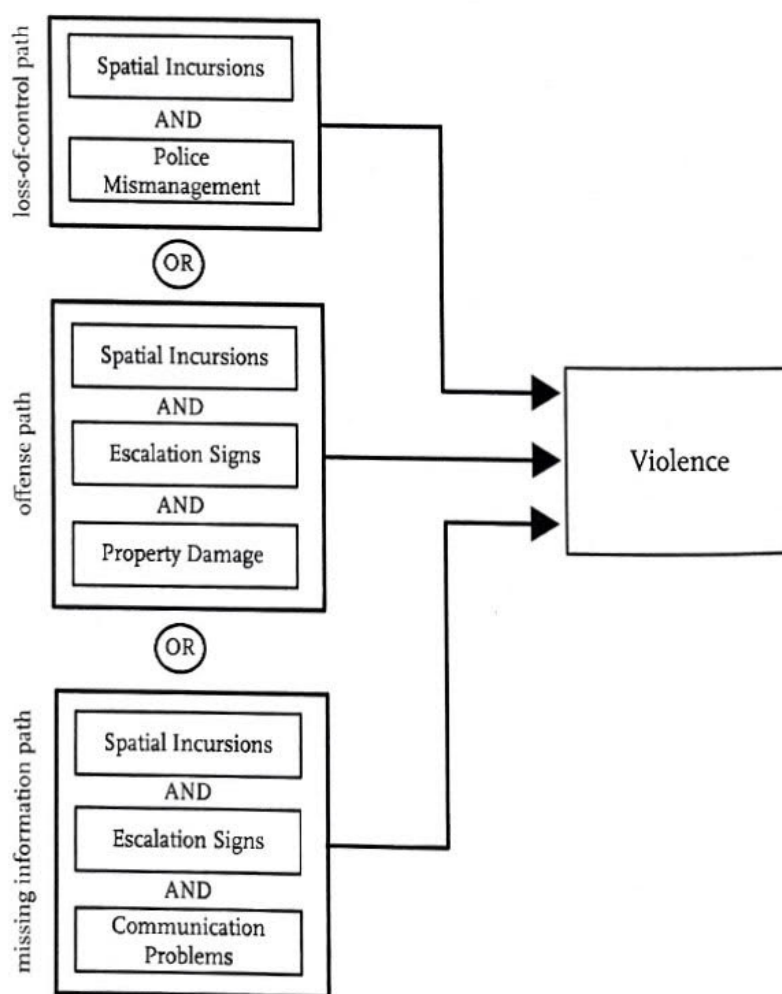 loss-of-control path
Spatial Incursions
AND
Police
Mismanagement
OR
offense path
Spatial Incursions
AND
Escalation Signs
AND
Property Damage
OR
missing information path
Spatial Incursions
AND
Escalation Signs
AND
Communication
Problems
Violence